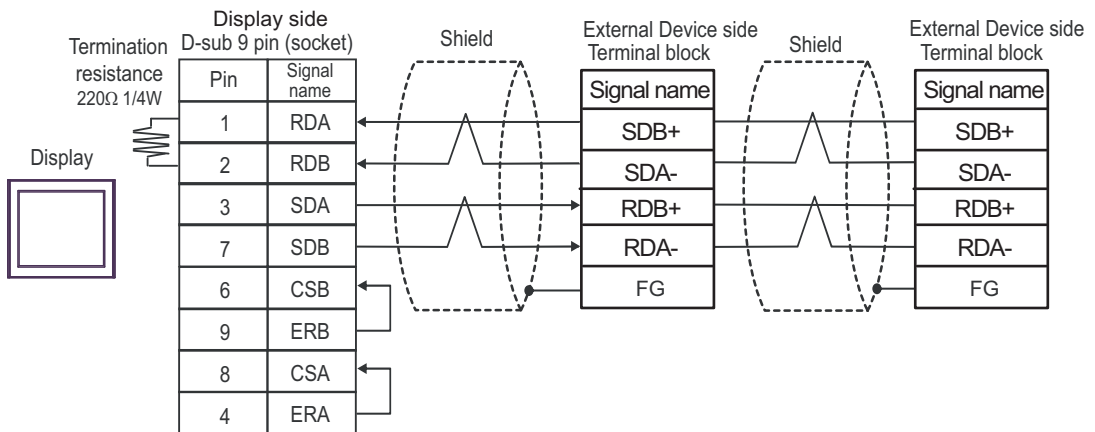 Display side
D-sub 9 pin (socket)
Termination
resistance
220Ω 1/4W
Display
Pin
Signal
name
1
RDA
2
RDB
3
SDA
7
SDB
6
CSB
9
ERB
8
CSA
4
ERA
Shield
External Device side
Terminal block
Signal name
SDB+
SDA-
RDB+
RDA-
FG
Shield
External Device side
Terminal block
Signal name
SDB+
SDA-
RDB+
RDA-
FG